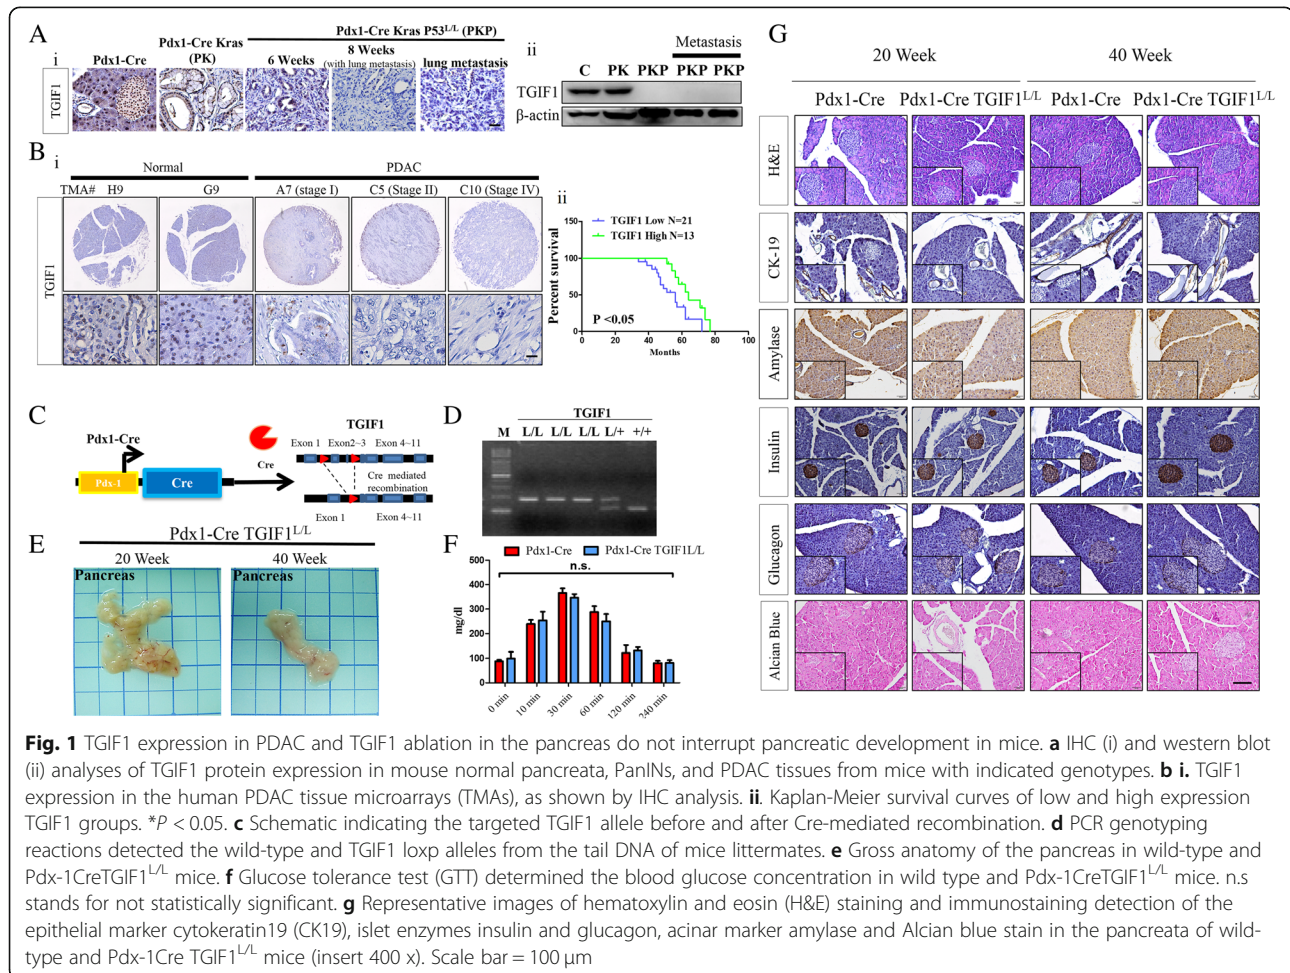 A
i
Pdx1-Cre
Pdx1-Cre Kras
(PK)
Pdx1-Cre Kras P53L/L (PKP)
6 Weeks
8 Weeks
(with lung metastasis)
lung metastasis
TGIF1
ii
Metastasis
C PK PKP PKP PKP
TGIF1
β-actin
B
i
Normal PDAC
TMA# H9 G9 A7 (stage I) C5 (Stage II) C10 (Stage IV)
TGIF1
ii
TGIF1 Low N=21
TGIF1 High N=13
Percent survival
150
100
50
0
P <0.05
0 20 40 60 80 100
Months
C
Pdx1-Cre
Pdx-1
Cre
Cre
TGIF1
Exon 1 Exon2~3 Exon 4~11
Cre mediated
recombination
Exon 1 Exon 4~11
D
TGIF1
M L/L L/L L/L L/+ +/+
E
Pdx1-Cre TGIF1L/L
20 Week 40 Week
Pancreas Pancreas
F
Pdx1-Cre Pdx1-Cre TGIF1L/L
n.s.
mg/dl
500
400
300
200
100
0
0 min 10 min 30 min 60 min 120 min 240 min
G
20 Week 40 Week
Pdx1-Cre Pdx1-Cre TGIF1L/L Pdx1-Cre Pdx1-Cre TGIF1L/L
H&E
CK-19
Amylase
Insulin
Glucagon
Alcian Blue
Fig. 1 TGIF1 expression in PDAC and TGIF1 ablation in the pancreas do not interrupt pancreatic development in mice. a IHC (i) and western blot
(ii) analyses of TGIF1 protein expression in mouse normal pancreata, PanINs, and PDAC tissues from mice with indicated genotypes. b i. TGIF1
expression in the human PDAC tissue microarrays (TMAs), as shown by IHC analysis. ii. Kaplan-Meier survival curves of low and high expression
TGIF1 groups. *P < 0.05. c Schematic indicating the targeted TGIF1 allele before and after Cre-mediated recombination. d PCR genotyping
reactions detected the wild-type and TGIF1 loxp alleles from the tail DNA of mice littermates. e Gross anatomy of the pancreas in wild-type and
Pdx-1CreTGIF1L/L mice. f Glucose tolerance test (GTT) determined the blood glucose concentration in wild type and Pdx-1CreTGIF1L/L mice. n.s
stands for not statistically significant. g Representative images of hematoxylin and eosin (H&E) staining and immunostaining detection of the
epithelial marker cytokeratin19 (CK19), islet enzymes insulin and glucagon, acinar marker amylase and Alcian blue stain in the pancreata of wild-
type and Pdx-1Cre TGIF1L/L mice (insert 400 x). Scale bar = 100 μm